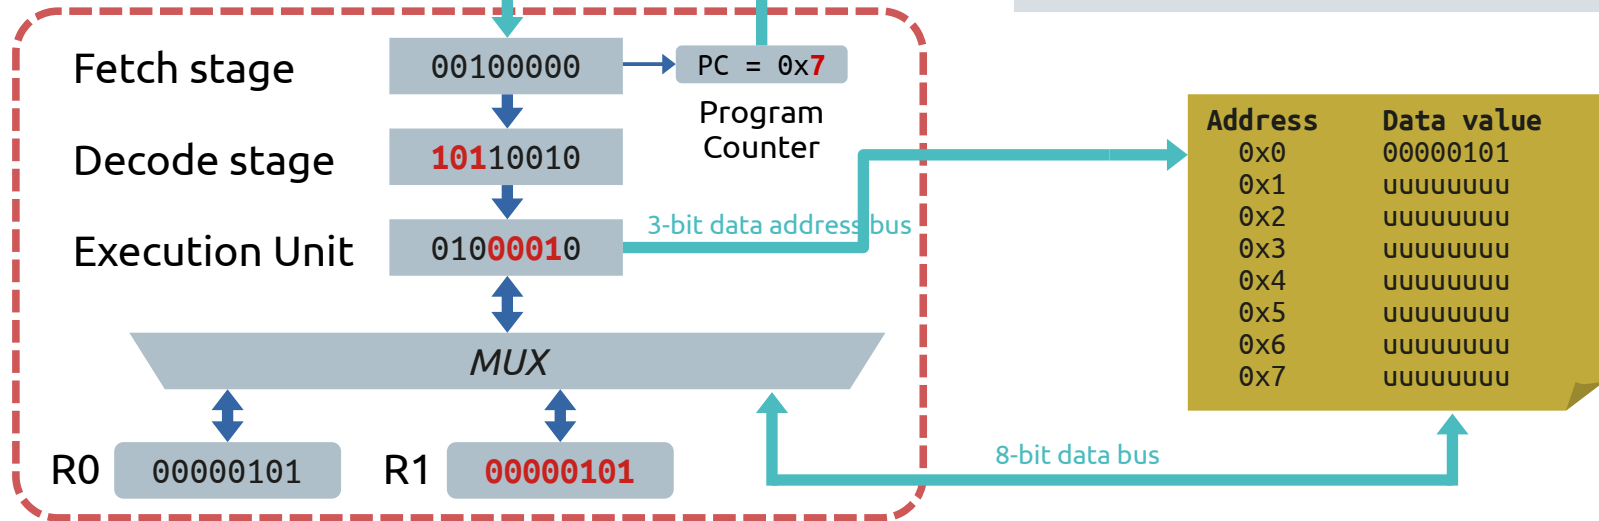 Fetch stage
00100000
PC = 0x7
Program
Counter
Decode stage
10110010
Execution Unit
01000010
3-bit data address bus
MUX
R0
00000101
R1
00000101
8-bit data bus
Address Data value
0x0 00000101
0x1 uuuuuuuu
0x2 uuuuuuuu
0x3 uuuuuuuu
0x4 uuuuuuuu
0x5 uuuuuuuu
0x6 uuuuuuuu
0x7 uuuuuuuu